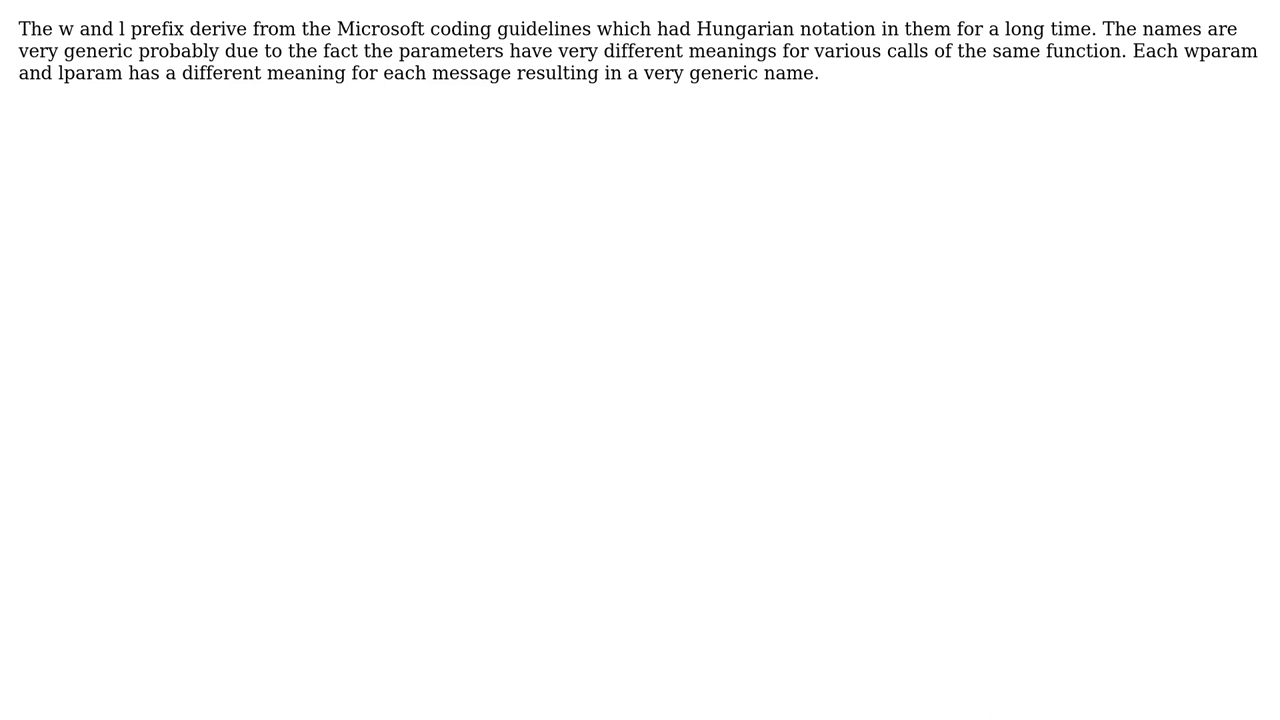 The w and l prefix derive from the Microsoft coding guidelines which had Hungarian notation in them for a long time. The names are
very generic probably due to the fact the parameters have very different meanings for various calls of the same function. Each wparam
and lparam has a different meaning for each message resulting in a very generic name.